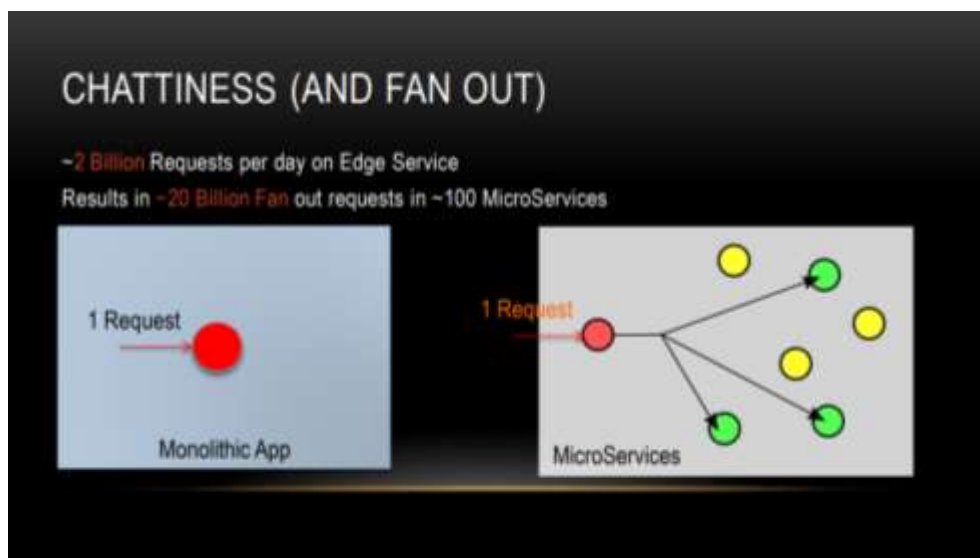 CHATTINESS (AND FAN OUT)
~2 Billion Requests per day on Edge Service
Results in ~20 Billion Fan out requests in ~100 MicroServices
1 Request
Monolithic App
1 Request
MicroServices